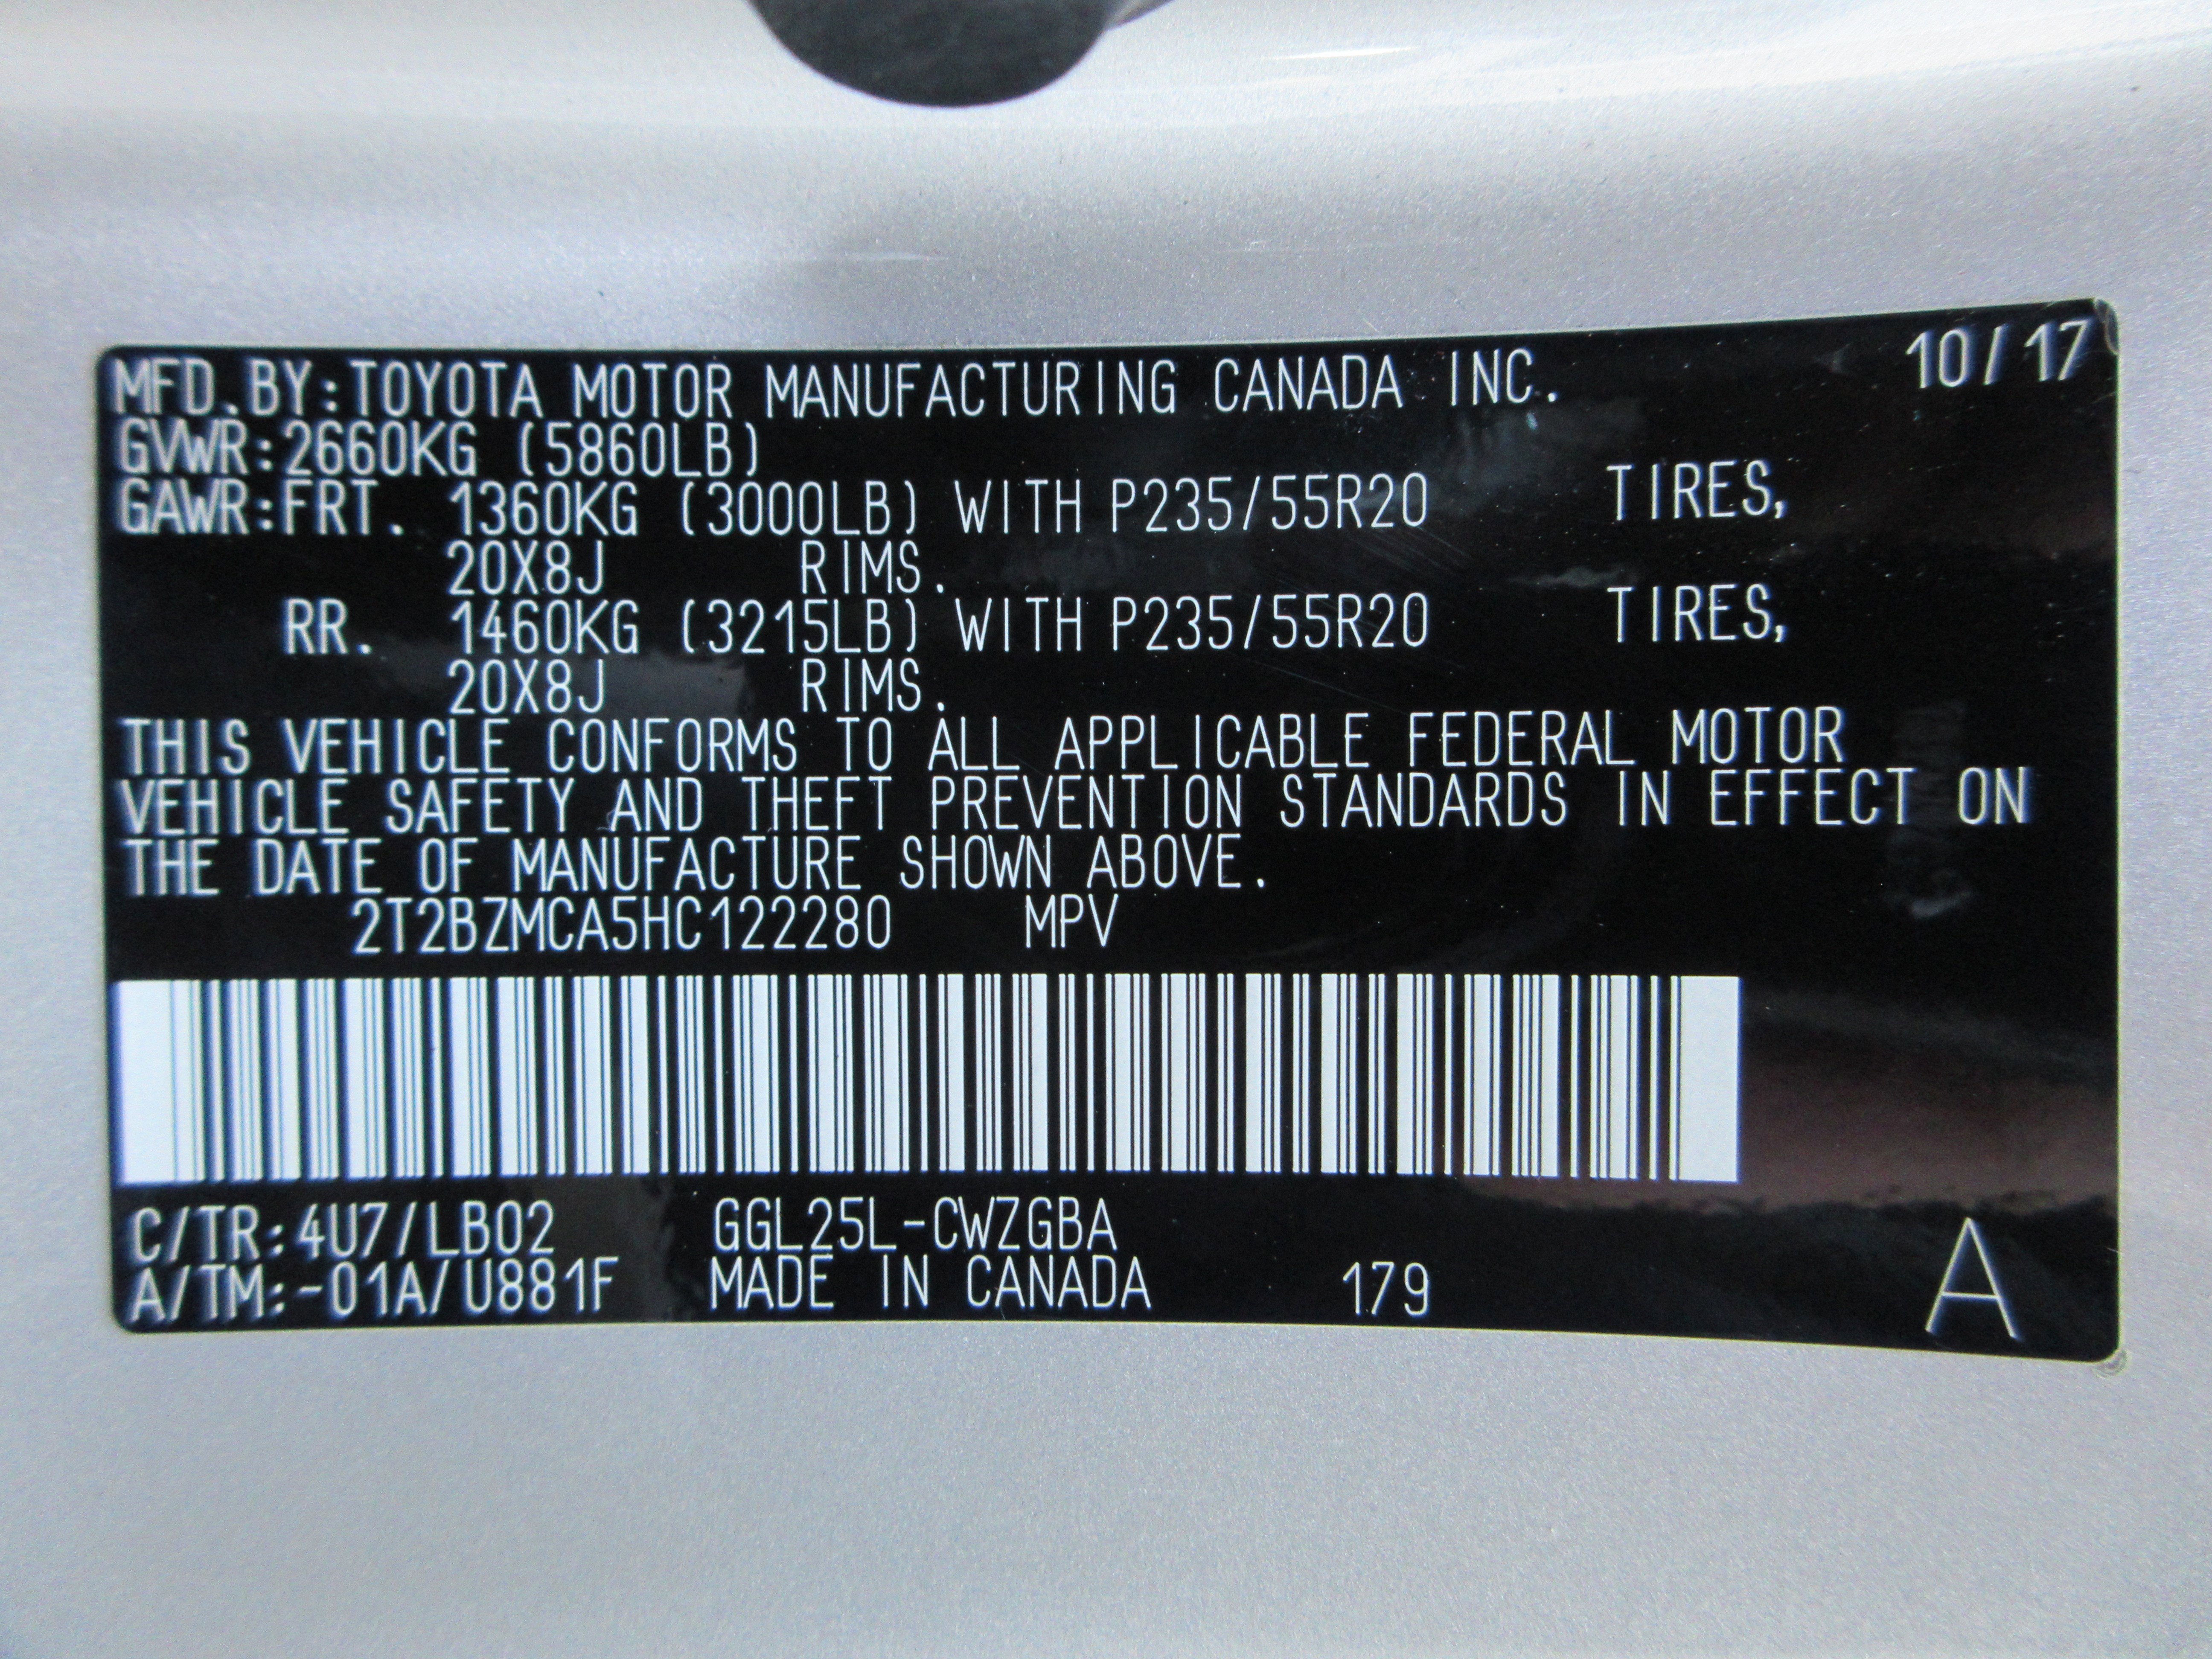 MFD.BY:TOYOTA MOTOR MANUFACTURING CANADA INC. 10/17
GVWR:2660KG (5860LB)
GAWR:FRT. 1360KG (3000LB) WITH P235/55R20 TIRES,
20X8J RIMS.
RR. 1460KG (3215LB) WITH P235/55R20 TIRES,
20X8J RIMS.
THIS VEHICLE CONFORMS TO ALL APPLICABLE FEDERAL MOTOR
VEHICLE SAFETY AND THEFT PREVENTION STANDARDS IN EFFECT ON
THE DATE OF MANUFACTURE SHOWN ABOVE.
2T2BZMCA5HC122280 MPV
C/TR:4U7/LB02 GGL25L-CWZGBA
A/TM:-01A/U881F MADE IN CANADA 179 A